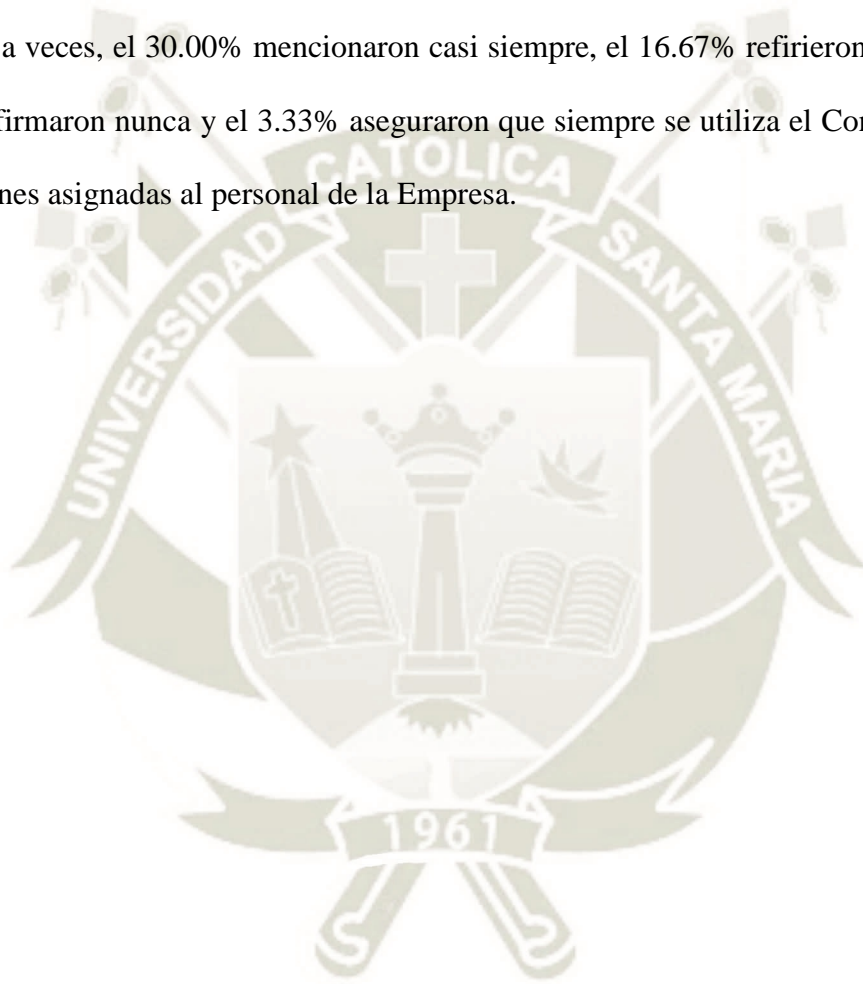 a veces, el 30.00% mencionaron casi siempre, el 16.67% refirieron
firmaron nunca y el 3.33% aseguraron que siempre se utiliza el
nes asignadas al personal de la Empresa.
UNIVERSIDAD CATOLICA SANTA MARIA
1961